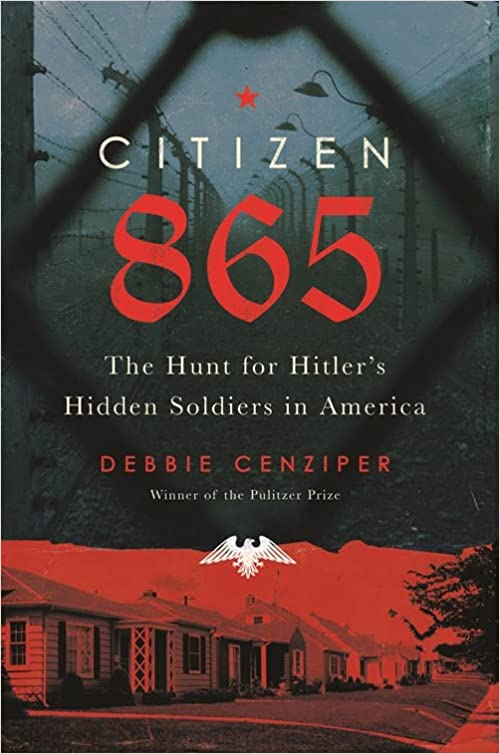 CITIZEN
865
The Hunt for Hitler's
Hidden Soldiers in America
DEBBIE CENZIPER
Winner of the Pulitzer Prize